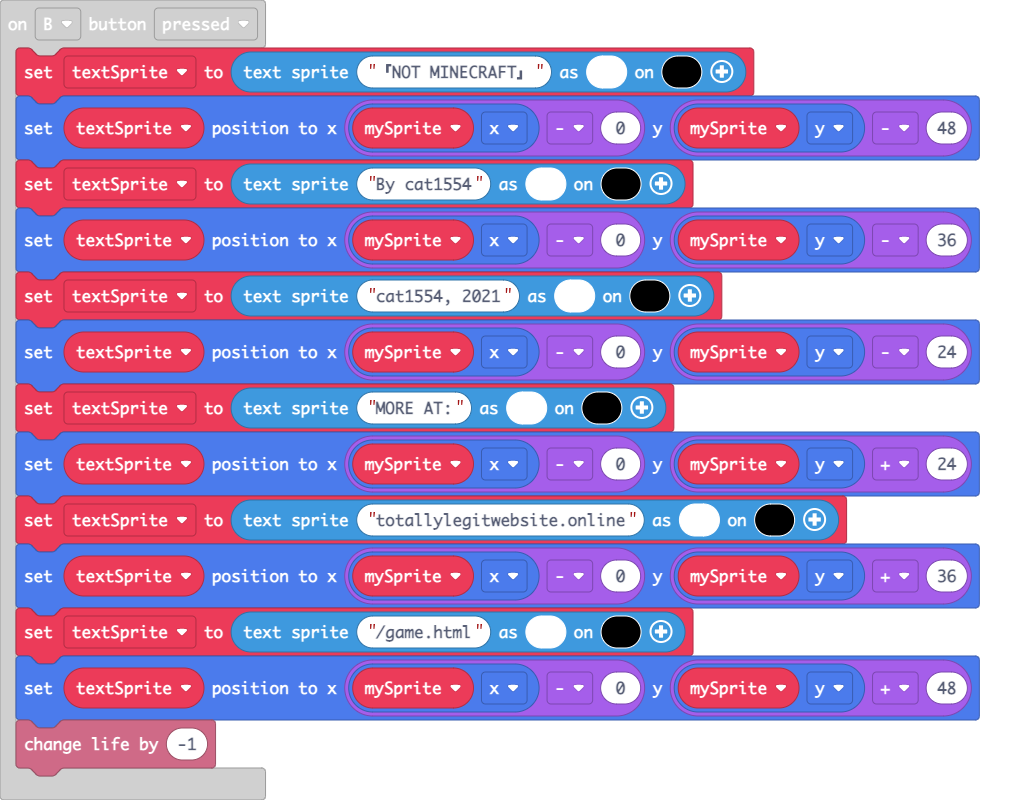 on B button pressed
set textSprite to text sprite "『NOT MINECRAFT』" as on
set textSprite position to x mySprite x - 0 y mySprite y - 48
set textSprite to text sprite "By cat1554" as on
set textSprite position to x mySprite x - 0 y mySprite y - 36
set textSprite to text sprite "cat1554, 2021" as on
set textSprite position to x mySprite x - 0 y mySprite y - 24
set textSprite to text sprite "MORE AT:" as on
set textSprite position to x mySprite x - 0 y mySprite y + 24
set textSprite to text sprite "totallylegitwebsite.online" as on
set textSprite position to x mySprite x - 0 y mySprite y + 36
set textSprite to text sprite "/game.html" as on
set textSprite position to x mySprite x - 0 y mySprite y + 48
change life by -1